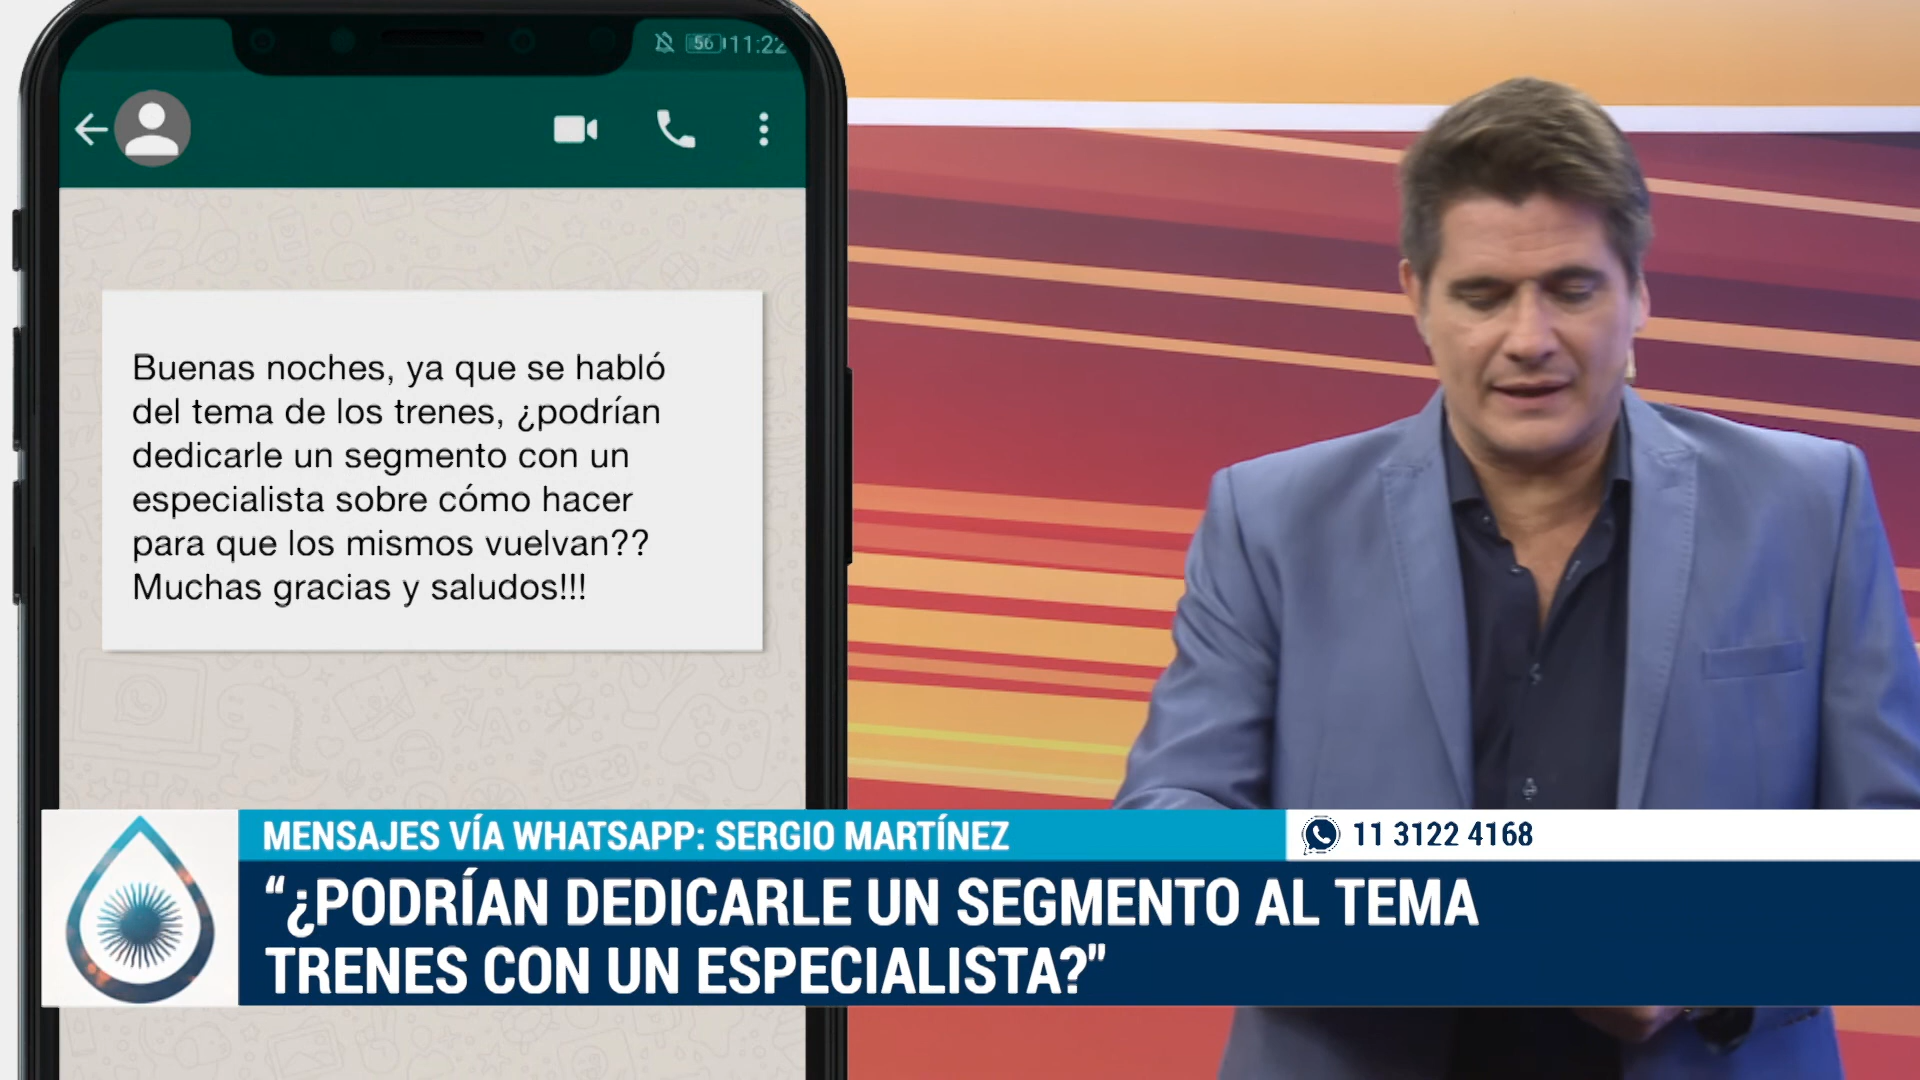 56 11:22
Buenas noches, ya que se habló
del tema de los trenes, ¿podrían
dedicarle un segmento con un
especialista sobre cómo hacer
para que los mismos vuelvan??
Muchas gracias y saludos!!!
MENSAJES VÍA WHATSAPP: SERGIO MARTÍNEZ
11 3122 4168
“¿PODRÍAN DEDICARLE UN SEGMENTO AL TEMA
TRENES CON UN ESPECIALISTA?”